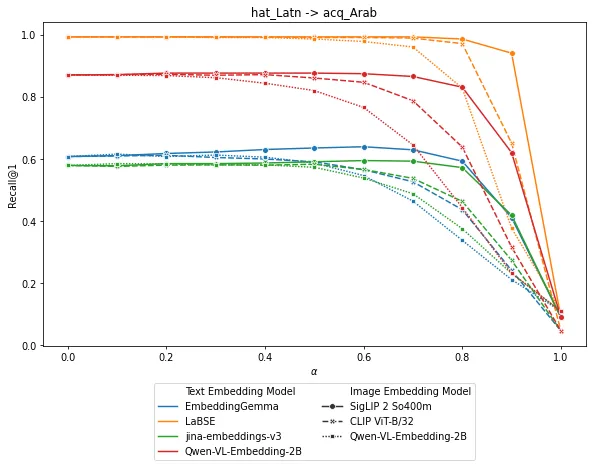 hat_Latn -> acq_Arab
Recall@1
1.0
0.8
0.6
0.4
0.2
0.0
0.0 0.2 0.4 0.6 0.8 1.0
α
Text Embedding Model
EmbeddingGemma
LaBSE
jina-embeddings-v3
Qwen-VL-Embedding-2B
Image Embedding Model
SigLIP 2 So400m
CLIP ViT-B/32
Qwen-VL-Embedding-2B